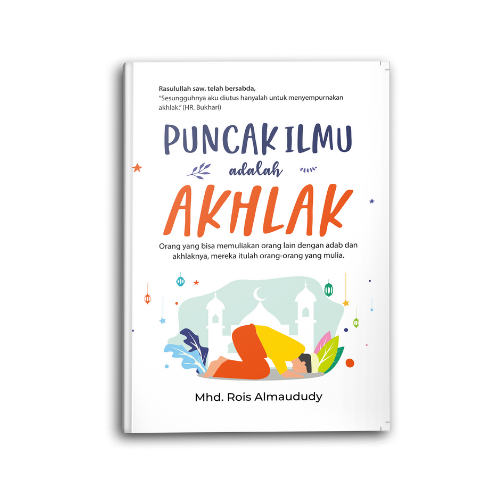 Rasulullah saw. telah bersabda,
"Sesungguhnya aku diutus hanyalah untuk menyempurnakan
akhlak." (HR. Bukhari)
PUNCAK ILMU
adalah
AKHLAK
Orang yang bisa memuliakan orang lain dengan adab dan
akhlaknya, mereka itulah orang-orang yang mulia.
Mhd. Rois Almaududy